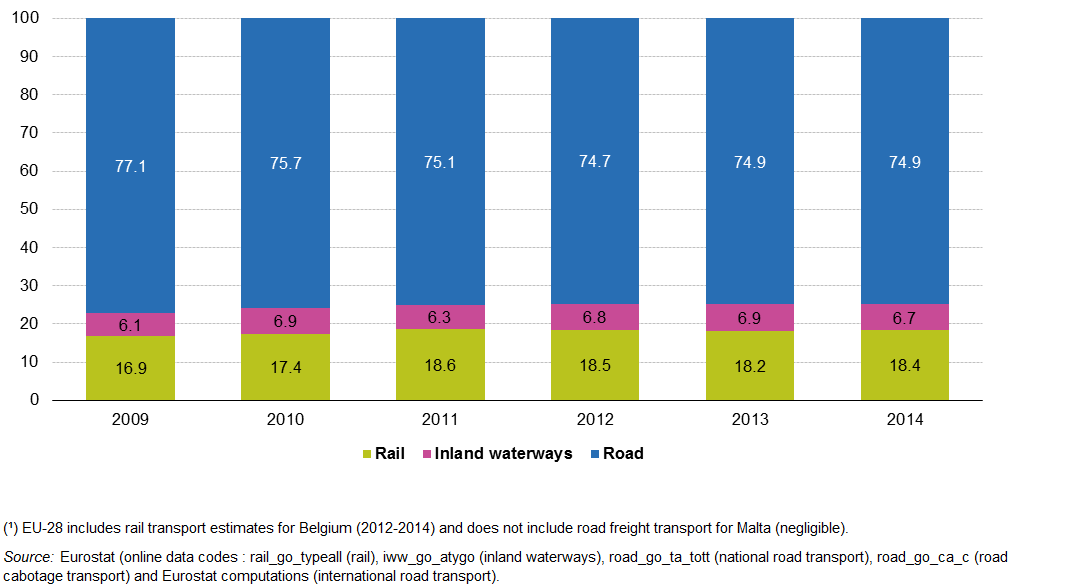 100
90
80
70
60
50
40
30
20
10
0
77.1 75.7 75.1 74.7 74.9 74.9
6.1 6.9 6.3 6.8 6.9 6.7
16.9 17.4 18.6 18.5 18.2 18.4
2009 2010 2011 2012 2013 2014
Rail Inland waterways Road
(¹) EU-28 includes rail transport estimates for Belgium (2012-2014) and does not include road freight transport for Malta (negligible).
Source: Eurostat (online data codes : rail_go_typeall (rail), iww_go_atygo (inland waterways), road_go_ta_tott (national road transport), road_go_ca_c (road
cabotage transport) and Eurostat computations (international road transport).